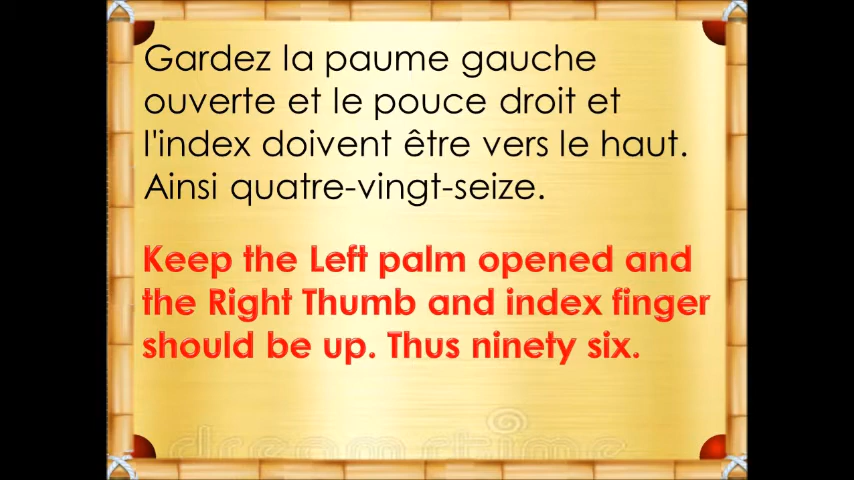 Gardez la paume gauche
ouverte et le pouce droit et
l'index doivent être vers le haut.
Ainsi quatre-vingt-seize.
Keep the Left palm opened and
the Right Thumb and index finger
should be up. Thus ninety six.
dreamstime